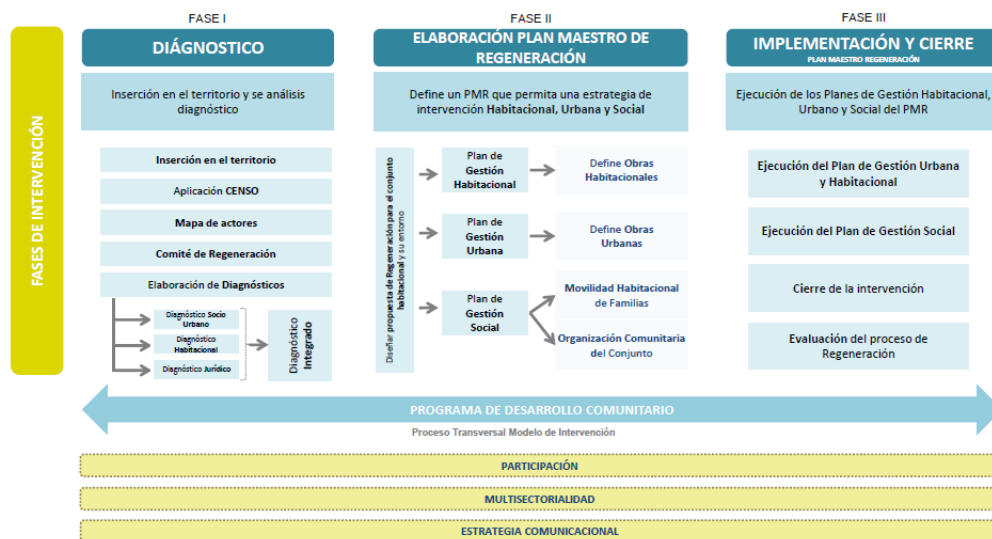 FASES DE INTERVENCIÓN
FASE I
DIÁGNOSTICO
Inserción en el territorio y se análisis
diagnóstico
Inserción en el territorio
Aplicación CENSO
Mapa de actores
Comité de Regeneración
Elaboración de Diagnósticos
Diagnóstico Socio
Urbano
Diagnóstico
Habitacional
Diagnóstico Jurídico
Diagnóstico
Integrado
FASE II
ELABORACIÓN PLAN MAESTRO DE
REGENERACIÓN
Define un PMR que permita una estrategia de
intervención Habitacional, Urbana y Social
Diseñar propuesta de Regeneración para el conjunto
habitacional y su entorno
Plan de
Gestión
Habitacional
Define Obras
Habitacionales
Plan de
Gestión
Urbana
Define Obras
Urbanas
Plan de
Gestión
Social
Movilidad Habitacional
de Familias
Organización Comunitaria
del Conjunto
FASE III
IMPLEMENTACIÓN Y CIERRE
PLAN MAESTRO REGENERACIÓN
Ejecución de los Planes de Gestión Habitacional,
Urbano y Social del PMR
Ejecución del Plan de Gestión Urbana
y Habitacional
Ejecución del Plan de Gestión Social
Cierre de la intervención
Evaluación del proceso de
Regeneración
PROGRAMA DE DESARROLLO COMUNITARIO
Proceso Transversal Modelo de Intervención
PARTICIPACIÓN
MULTISECTORIALIDAD
ESTRATEGIA COMUNICACIONAL